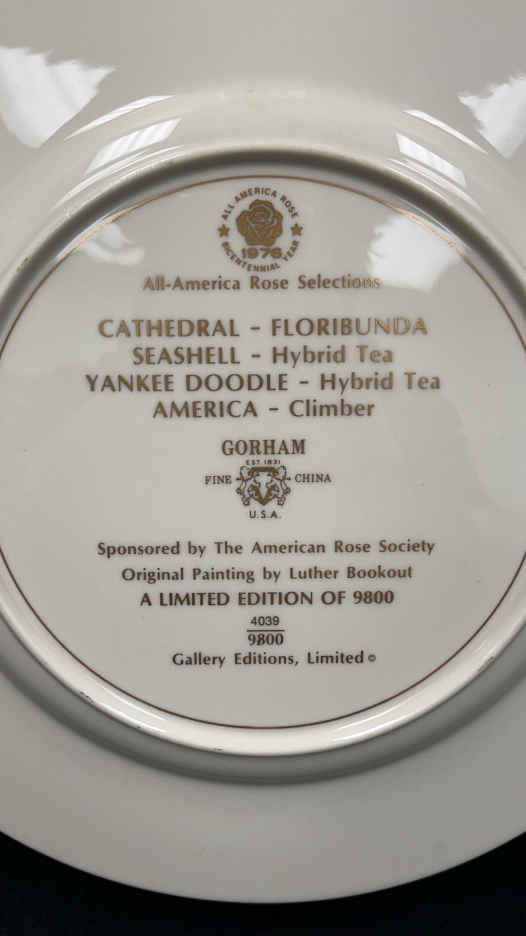 ALL-AMERICA ROSE
1976
BICENTENNIAL YEAR
All-America Rose Selections
CATHEDRAL - FLORIBUNDA
SEASHELL - Hybrid Tea
YANKEE DOODLE - Hybrid Tea
AMERICA - Climber
GORHAM
EST. 1831
FINE CHINA
U.S.A.
Sponsored by The American Rose Society
Original Painting by Luther Bookout
A LIMITED EDITION OF 9800
4039
9800
Gallery Editions, Limited ©